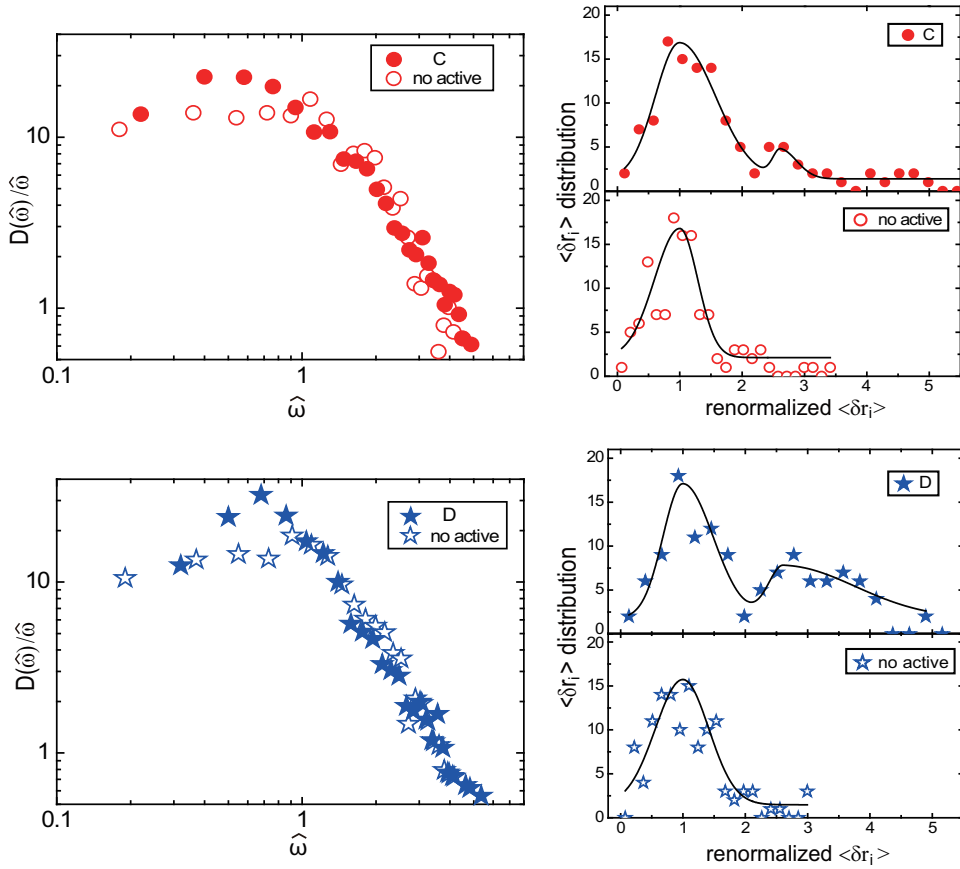 C
no active
10
1
D(ω̂)/ω̂
0.1
1
ω̂
C
20
15
10
5
0
no active
20
15
10
5
0
<δr_i> distribution
0
1
2
3
4
5
renormalized <δr_i>
D
no active
10
1
D(ω̂)/ω̂
0.1
1
ω̂
D
20
15
10
5
0
no active
20
15
10
5
0
<δr_i> distribution
0
1
2
3
4
5
renormalized <δr_i>